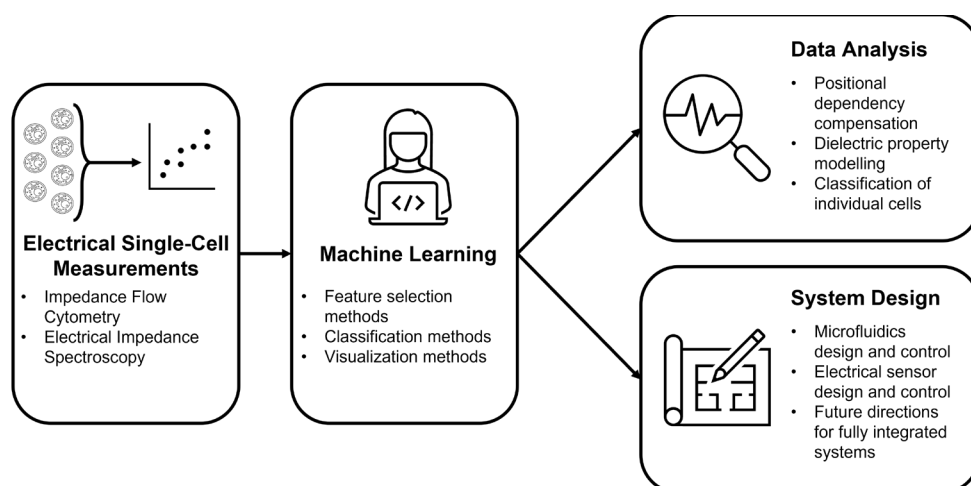 Electrical Single-Cell
Measurements
• Impedance Flow
Cytometry
• Electrical Impedance
Spectroscopy
</>
Machine Learning
• Feature selection
methods
• Classification methods
• Visualization methods
Data Analysis
• Positional
dependency
compensation
• Dielectric property
modelling
• Classification of
individual cells
System Design
• Microfluidics
design and control
• Electrical sensor
design and control
• Future directions
for fully integrated
systems